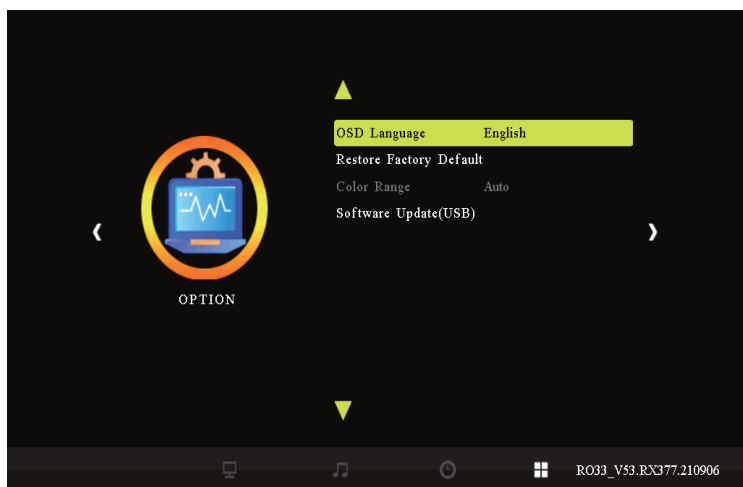 OSD Language English
Restore Factory Default
Color Range Auto
Software Update(USB)
OPTION
RO33_V53.RX377.210906